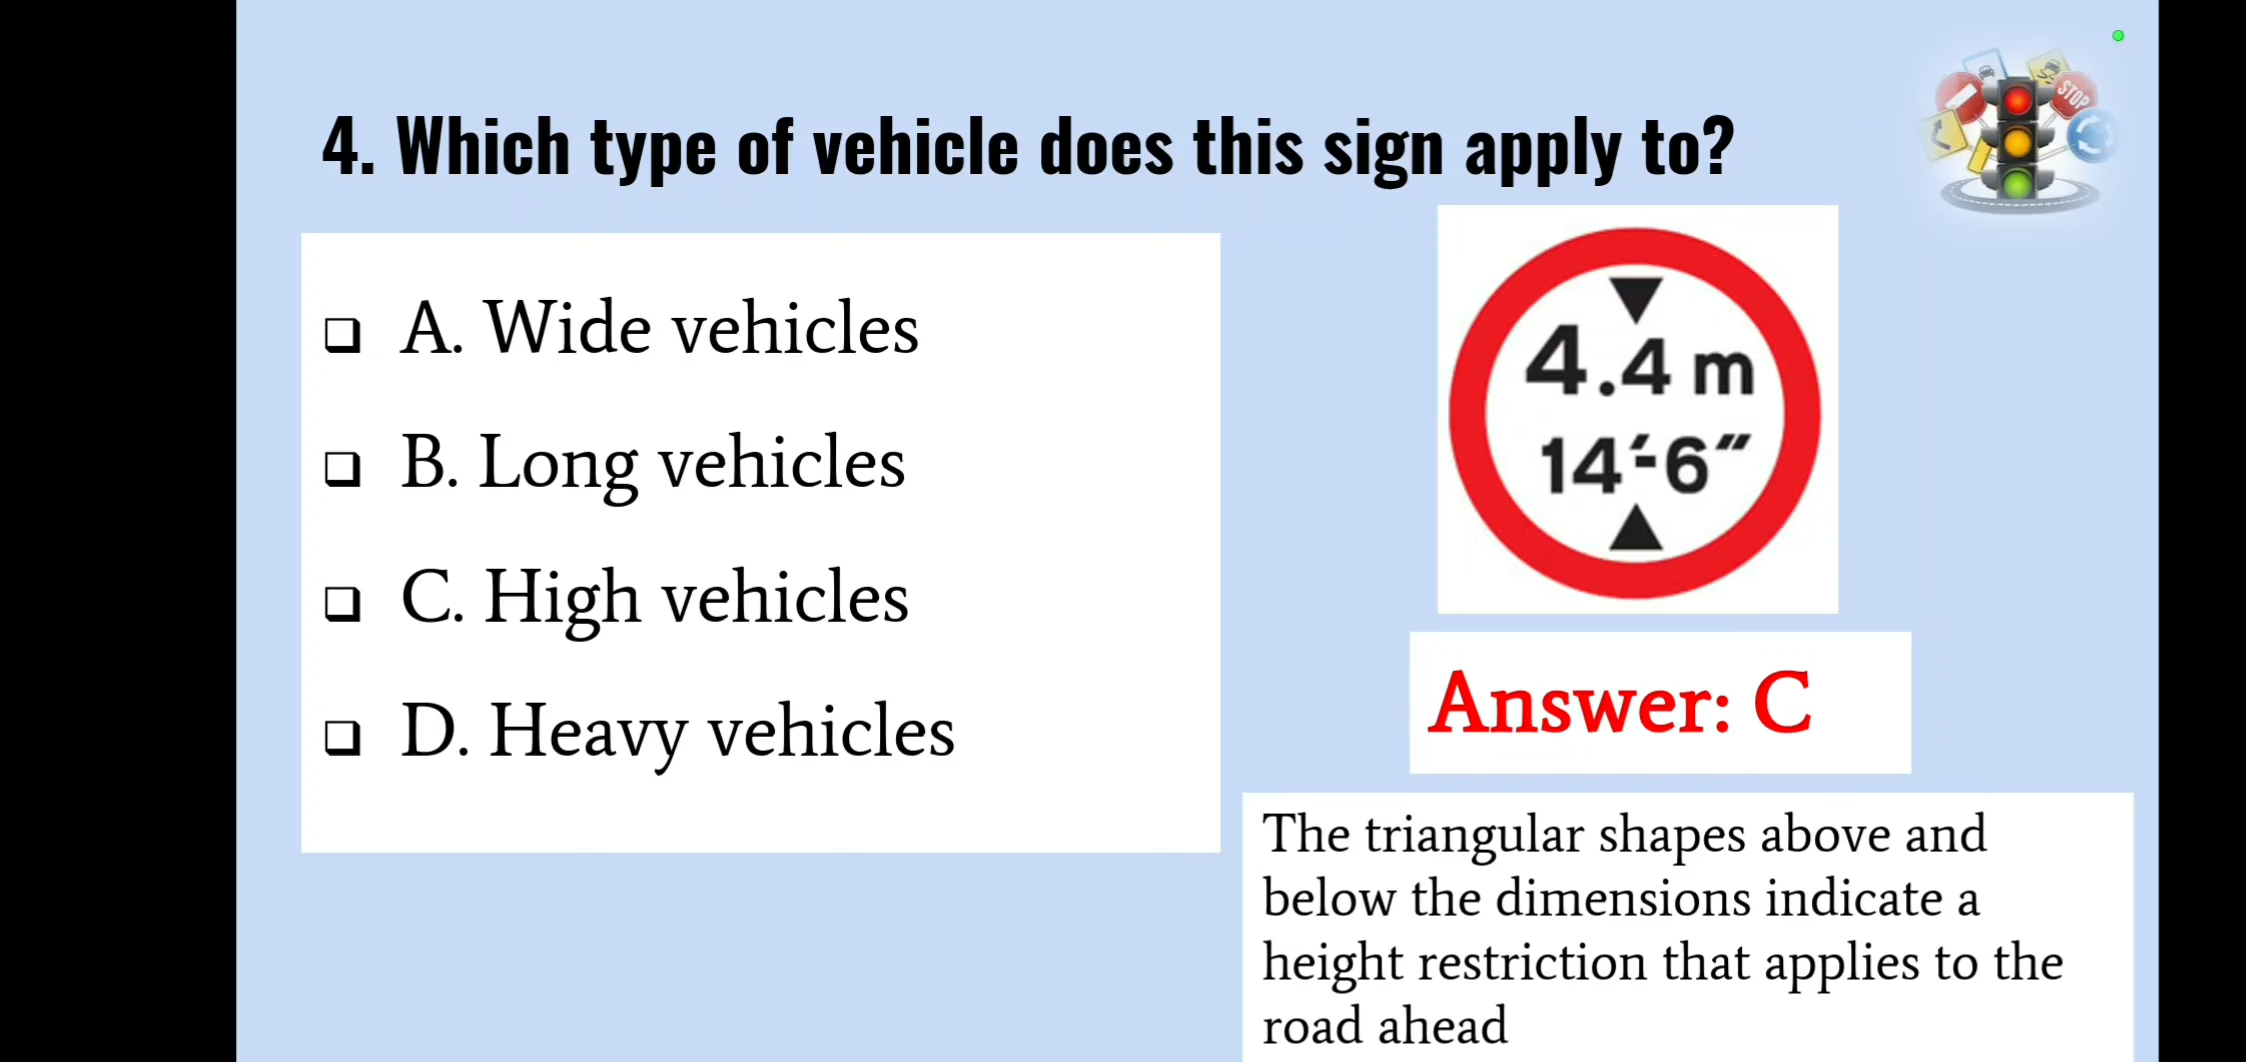 4. Which type of vehicle does this sign apply to?
A. Wide vehicles
B. Long vehicles
C. High vehicles
D. Heavy vehicles
STOP
4.4 m
14'-6"
Answer: C
The triangular shapes above and
below the dimensions indicate a
height restriction that applies to the
road ahead